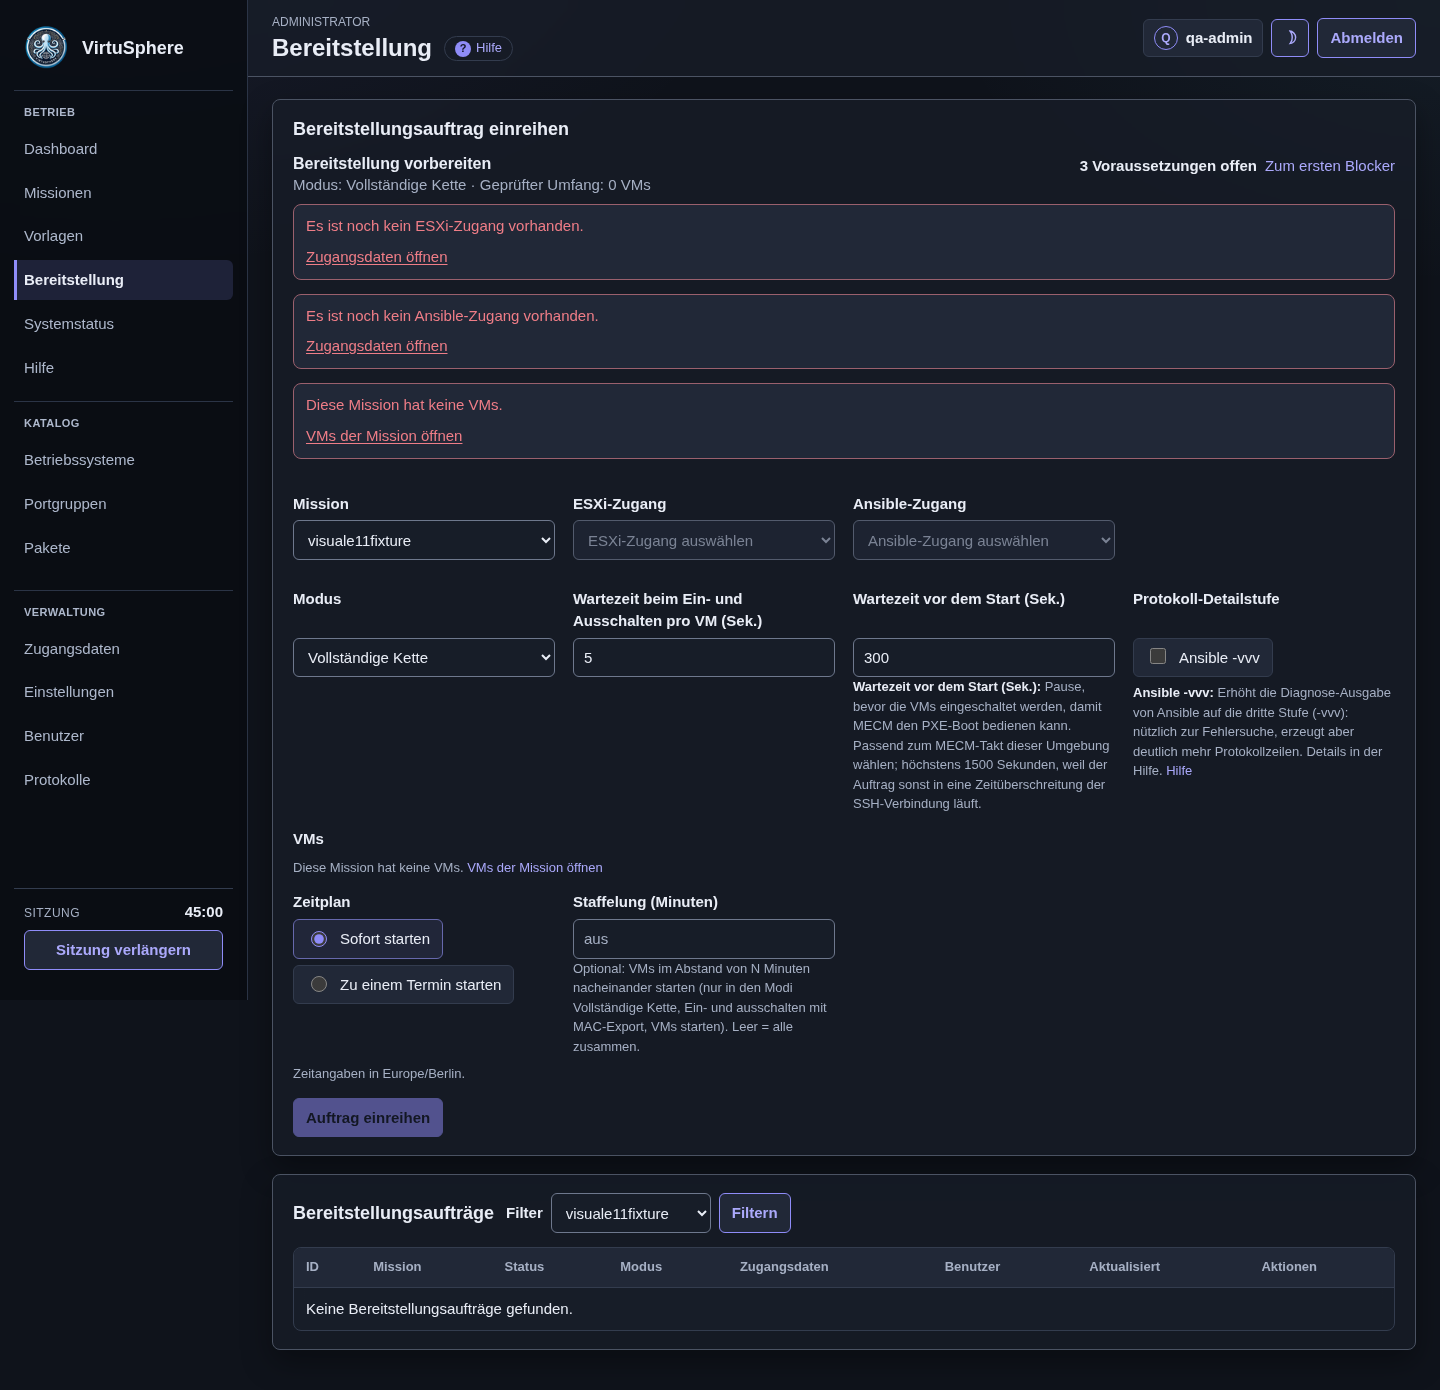 VirtuSphere
BETRIEB
Dashboard
Missionen
Vorlagen
Bereitstellung
Systemstatus
Hilfe
KATALOG
Betriebssysteme
Portgruppen
Pakete
VERWALTUNG
Zugangsdaten
Einstellungen
Benutzer
Protokolle
SITZUNG 45:00
Sitzung verlängern
ADMINISTRATOR
Bereitstellung ? Hilfe
Q qa-admin Abmelden
Bereitstellungsauftrag einreihen
Bereitstellung vorbereiten
3 Voraussetzungen offen Zum ersten Blocker
Modus: Vollständige Kette · Geprüfter Umfang: 0 VMs
Es ist noch kein ESXi-Zugang vorhanden.
Zugangsdaten öffnen
Es ist noch kein Ansible-Zugang vorhanden.
Zugangsdaten öffnen
Diese Mission hat keine VMs.
VMs der Mission öffnen
Mission
visuale11fixture
ESXi-Zugang
ESXi-Zugang auswählen
Ansible-Zugang
Ansible-Zugang auswählen
Modus
Vollständige Kette
Wartezeit beim Ein- und
Ausschalten pro VM (Sek.)
5
Wartezeit vor dem Start (Sek.)
300
Wartezeit vor dem Start (Sek.): Pause,
bevor die VMs eingeschaltet werden, damit
MECM den PXE-Boot bedienen kann.
Passend zum MECM-Takt dieser Umgebung
wählen; höchstens 1500 Sekunden, weil der
Auftrag sonst in eine Zeitüberschreitung der
SSH-Verbindung läuft.
Protokoll-Detailstufe
Ansible -vvv
Ansible -vvv: Erhöht die Diagnose-Ausgabe
von Ansible auf die dritte Stufe (-vvv):
nützlich zur Fehlersuche, erzeugt aber
deutlich mehr Protokollzeilen. Details in der
Hilfe. Hilfe
VMs
Diese Mission hat keine VMs. VMs der Mission öffnen
Zeitplan
Sofort starten
Zu einem Termin starten
Staffelung (Minuten)
aus
Optional: VMs im Abstand von N Minuten
nacheinander starten (nur in den Modi
Vollständige Kette, Ein- und ausschalten mit
MAC-Export, VMs starten). Leer = alle
zusammen.
Zeitangaben in Europe/Berlin.
Auftrag einreihen
Bereitstellungsaufträge Filter visuale11fixture Filtern
ID Mission Status Modus Zugangsdaten Benutzer Aktualisiert Aktionen
Keine Bereitstellungsaufträge gefunden.